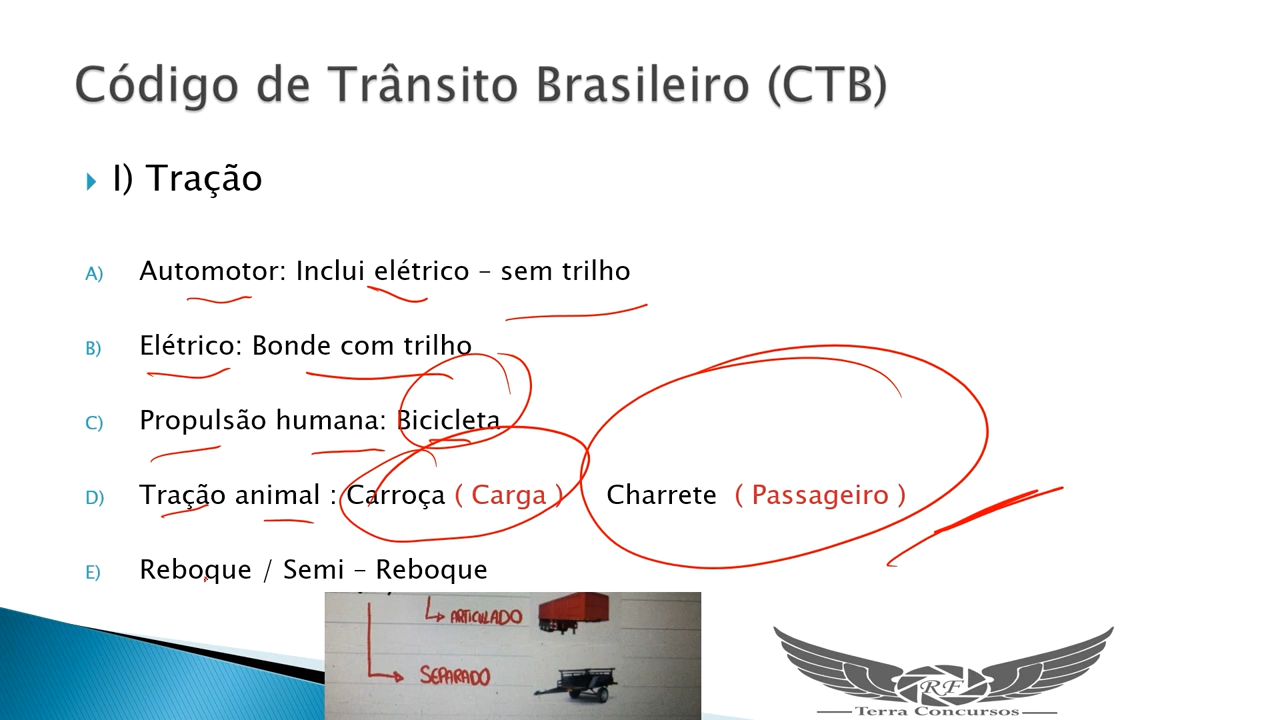 Código de Trânsito Brasileiro (CTB)
I) Tração
A) Automotor: Inclui elétrico – sem trilho
B) Elétrico: Bonde com trilho
C) Propulsão humana: Bicicleta
D) Tração animal : Carroça ( Carga ) Charrete ( Passageiro )
E) Reboque / Semi – Reboque
ARTICULADO
SEPARADO
RF
Terra Concursos